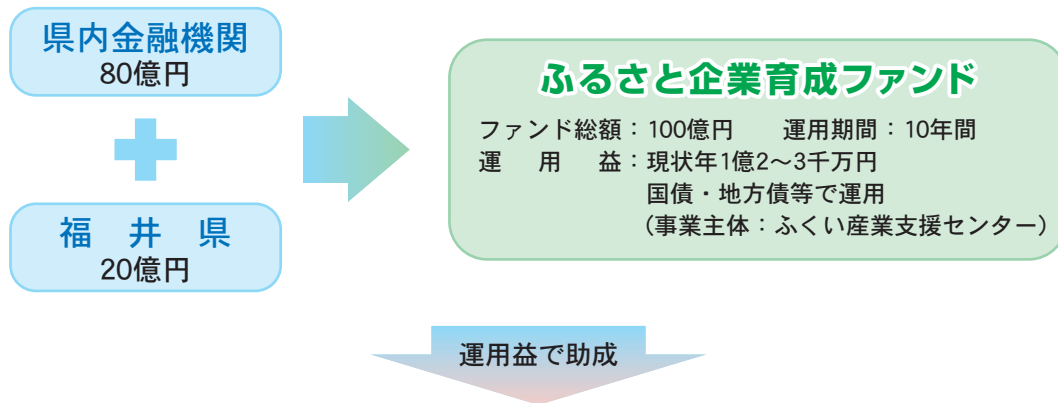 県内金融機関
80億円
福井県
20億円
ふるさと企業育成ファンド
ファンド総額：100億円　運用期間：10年間
運用益：現状年1億2～3千万円
国債・地方債等で運用
（事業主体：ふくい産業支援センター）
運用益で助成